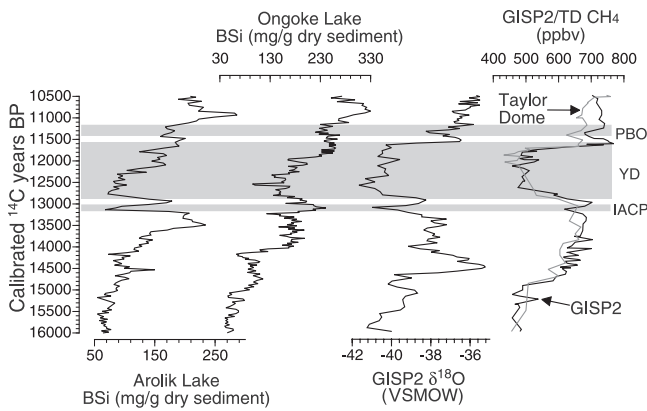 Ongoke Lake
BSi (mg/g dry sediment)
30 130 230 330
GISP2/TD CH₄
(ppbv)
400 500 600 700 800
Calibrated ¹⁴C years BP
10500
11000
11500
12000
12500
13000
13500
14000
14500
15000
15500
16000
Taylor
Dome
PBO
YD
IACP
GISP2
50 150 250
Arolik Lake
BSi (mg/g dry sediment)
-42 -40 -38 -36
GISP2 δ¹⁸O
(VSMOW)